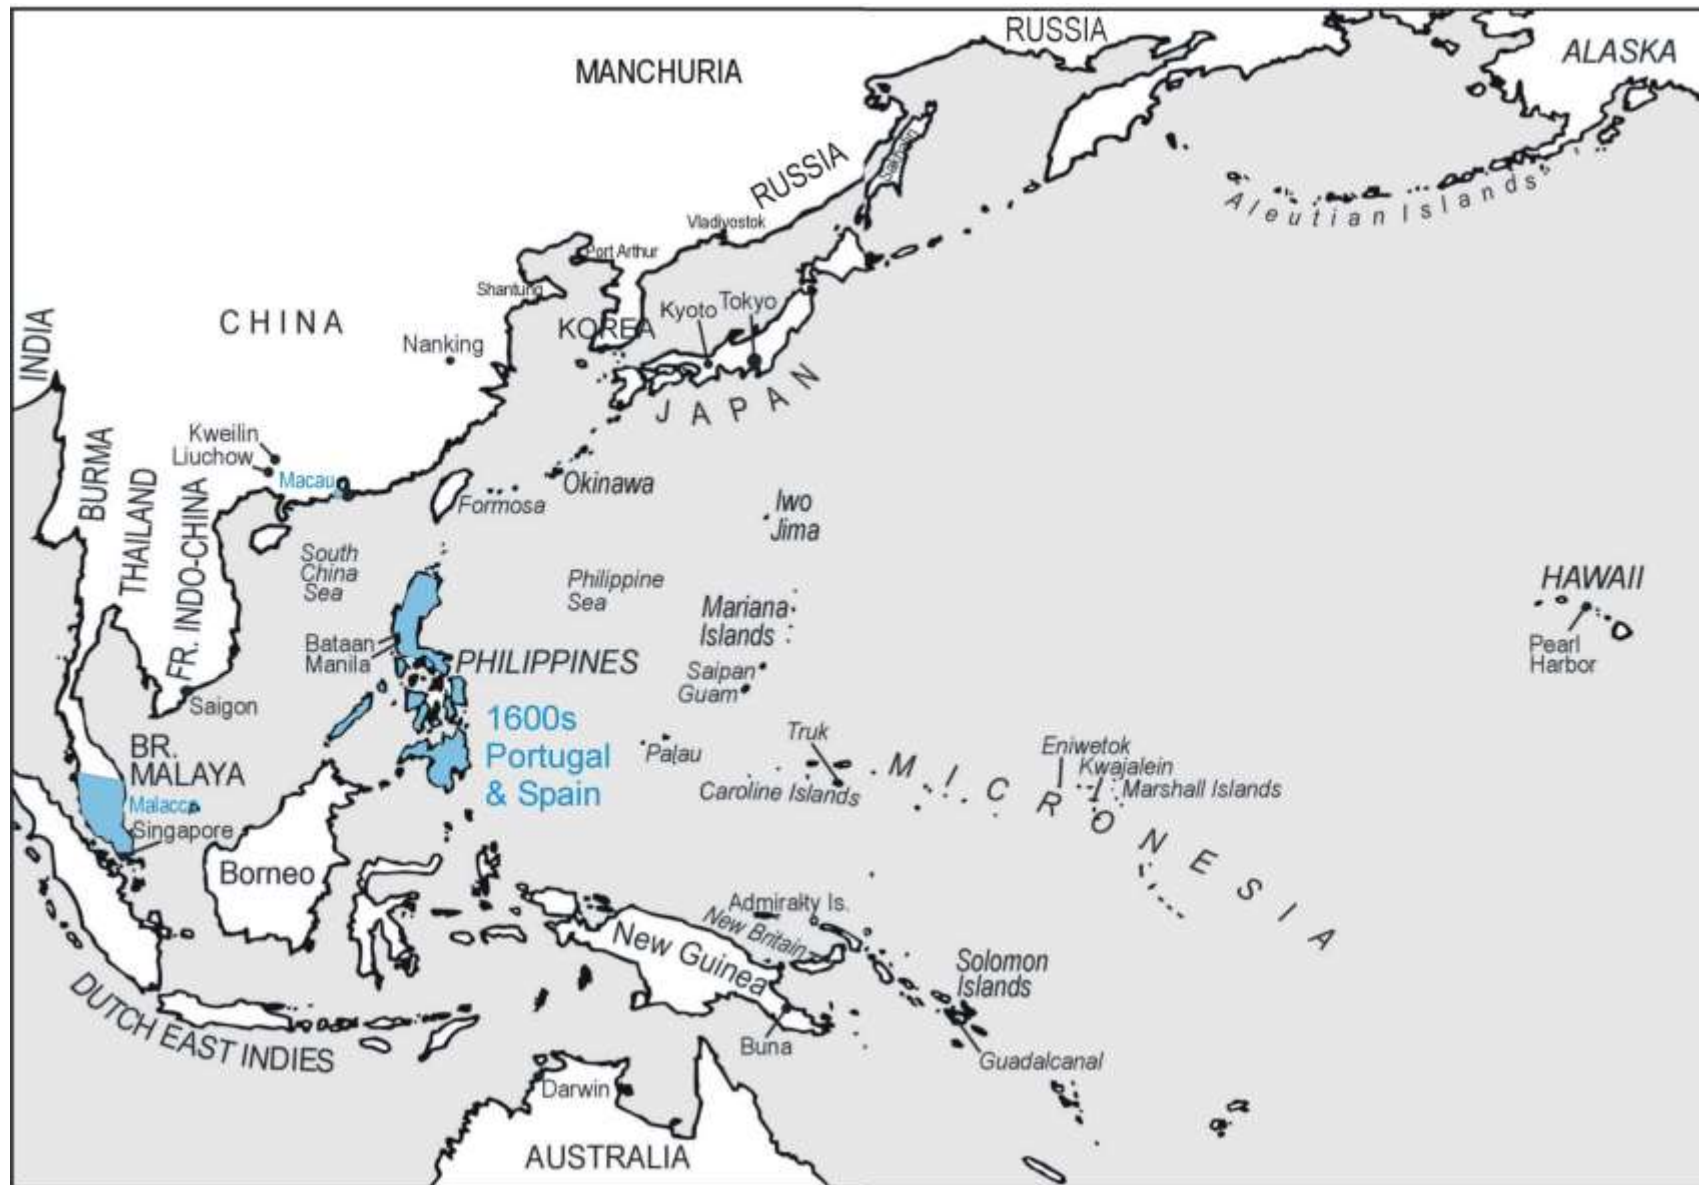 RUSSIA
ALASKA
MANCHURIA
Sakhalin
RUSSIA
Aleutian Islands
Vladivostok
Port Arthur
Shantung
CHINA
KOREA
Kyoto
Tokyo
INDIA
Nanking
JAPAN
Kweilin
Liuchow
Macau
BURMA
THAILAND
FR. INDO-CHINA
Formosa
Okinawa
Iwo
Jima
South
China
Sea
Philippine
Sea
HAWAII
Mariana
Islands
Bataan
Manila
PHILIPPINES
Pearl
Harbor
Saipan
Guam
Saigon
1600s
Portugal
& Spain
Palau
Truk
BR.
MALAYA
MICRONESIA
Eniwetok
Kwajalein
Marshall Islands
Caroline Islands
Malacca
Singapore
Borneo
Admiralty Is.
New Britain
New Guinea
Solomon
Islands
DUTCH EAST INDIES
Buna
Guadalcanal
Darwin
AUSTRALIA